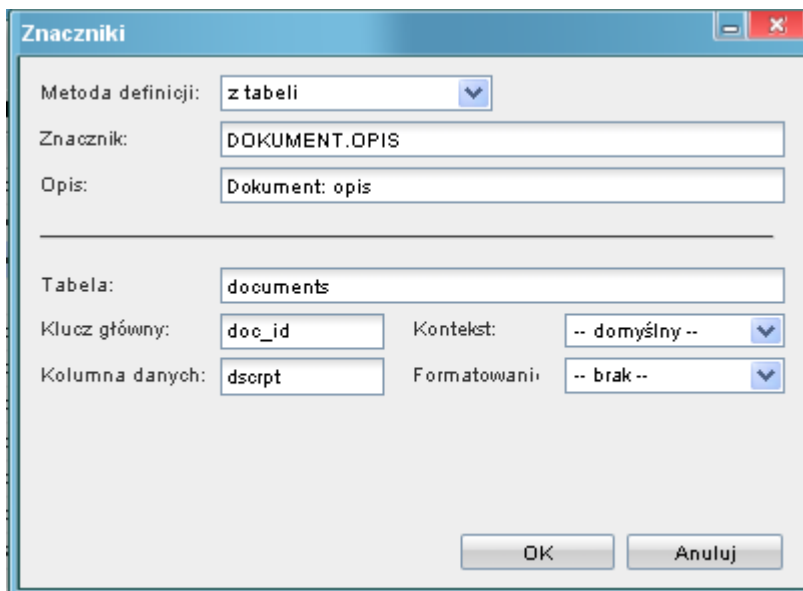 Znaczniki
Metoda definicji: z tabeli
Znacznik: DOKUMENT.OPIS
Opis: Dokument: opis
Tabela: documents
Klucz główny: doc_id Kontekst: -- domyślny --
Kolumna danych: dscrpt Formatowani -- brak --
OK Anuluj